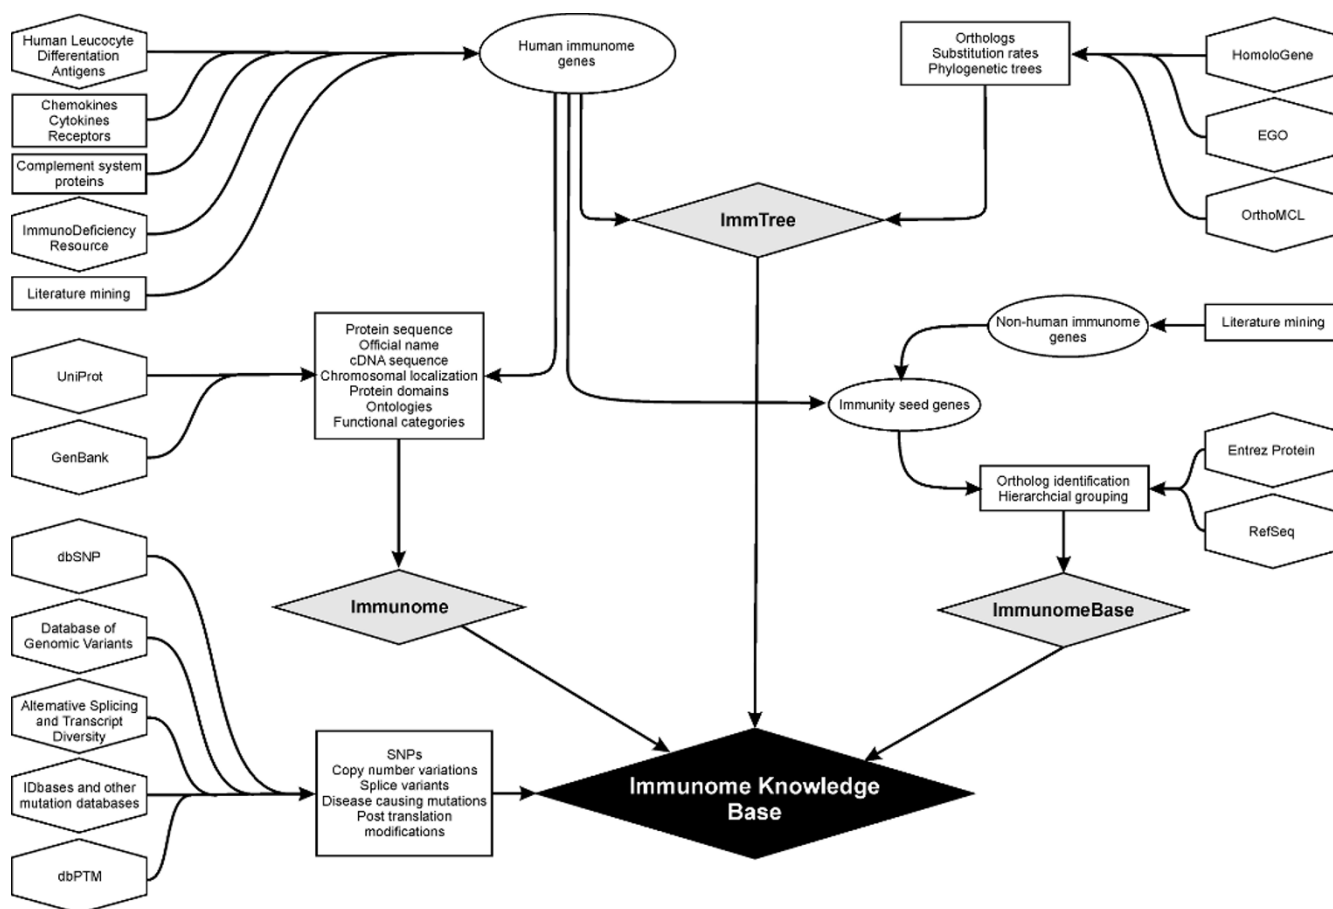 Human Leucocyte
Differentation
Antigens
Chemokines
Cytokines
Receptors
Complement system
proteins
ImmunoDeficiency
Resource
Literature mining
Human immunome
genes
Orthologs
Substitution rates
Phylogenetic trees
HomoloGene
EGO
OrthoMCL
ImmTree
UniProt
GenBank
Protein sequence
Official name
cDNA sequence
Chromosomal localization
Protein domains
Ontologies
Functional categories
Non-human immunome
genes
Literature mining
Immunity seed genes
Entrez Protein
RefSeq
Ortholog identification
Hierarchcial grouping
Immunome
ImmunomeBase
dbSNP
Database of
Genomic Variants
Alternative Splicing
and Transcript
Diversity
IDbases and other
mutation databases
dbPTM
SNPs
Copy number variations
Splice variants
Disease causing mutations
Post translation
modifications
Immunome Knowledge
Base